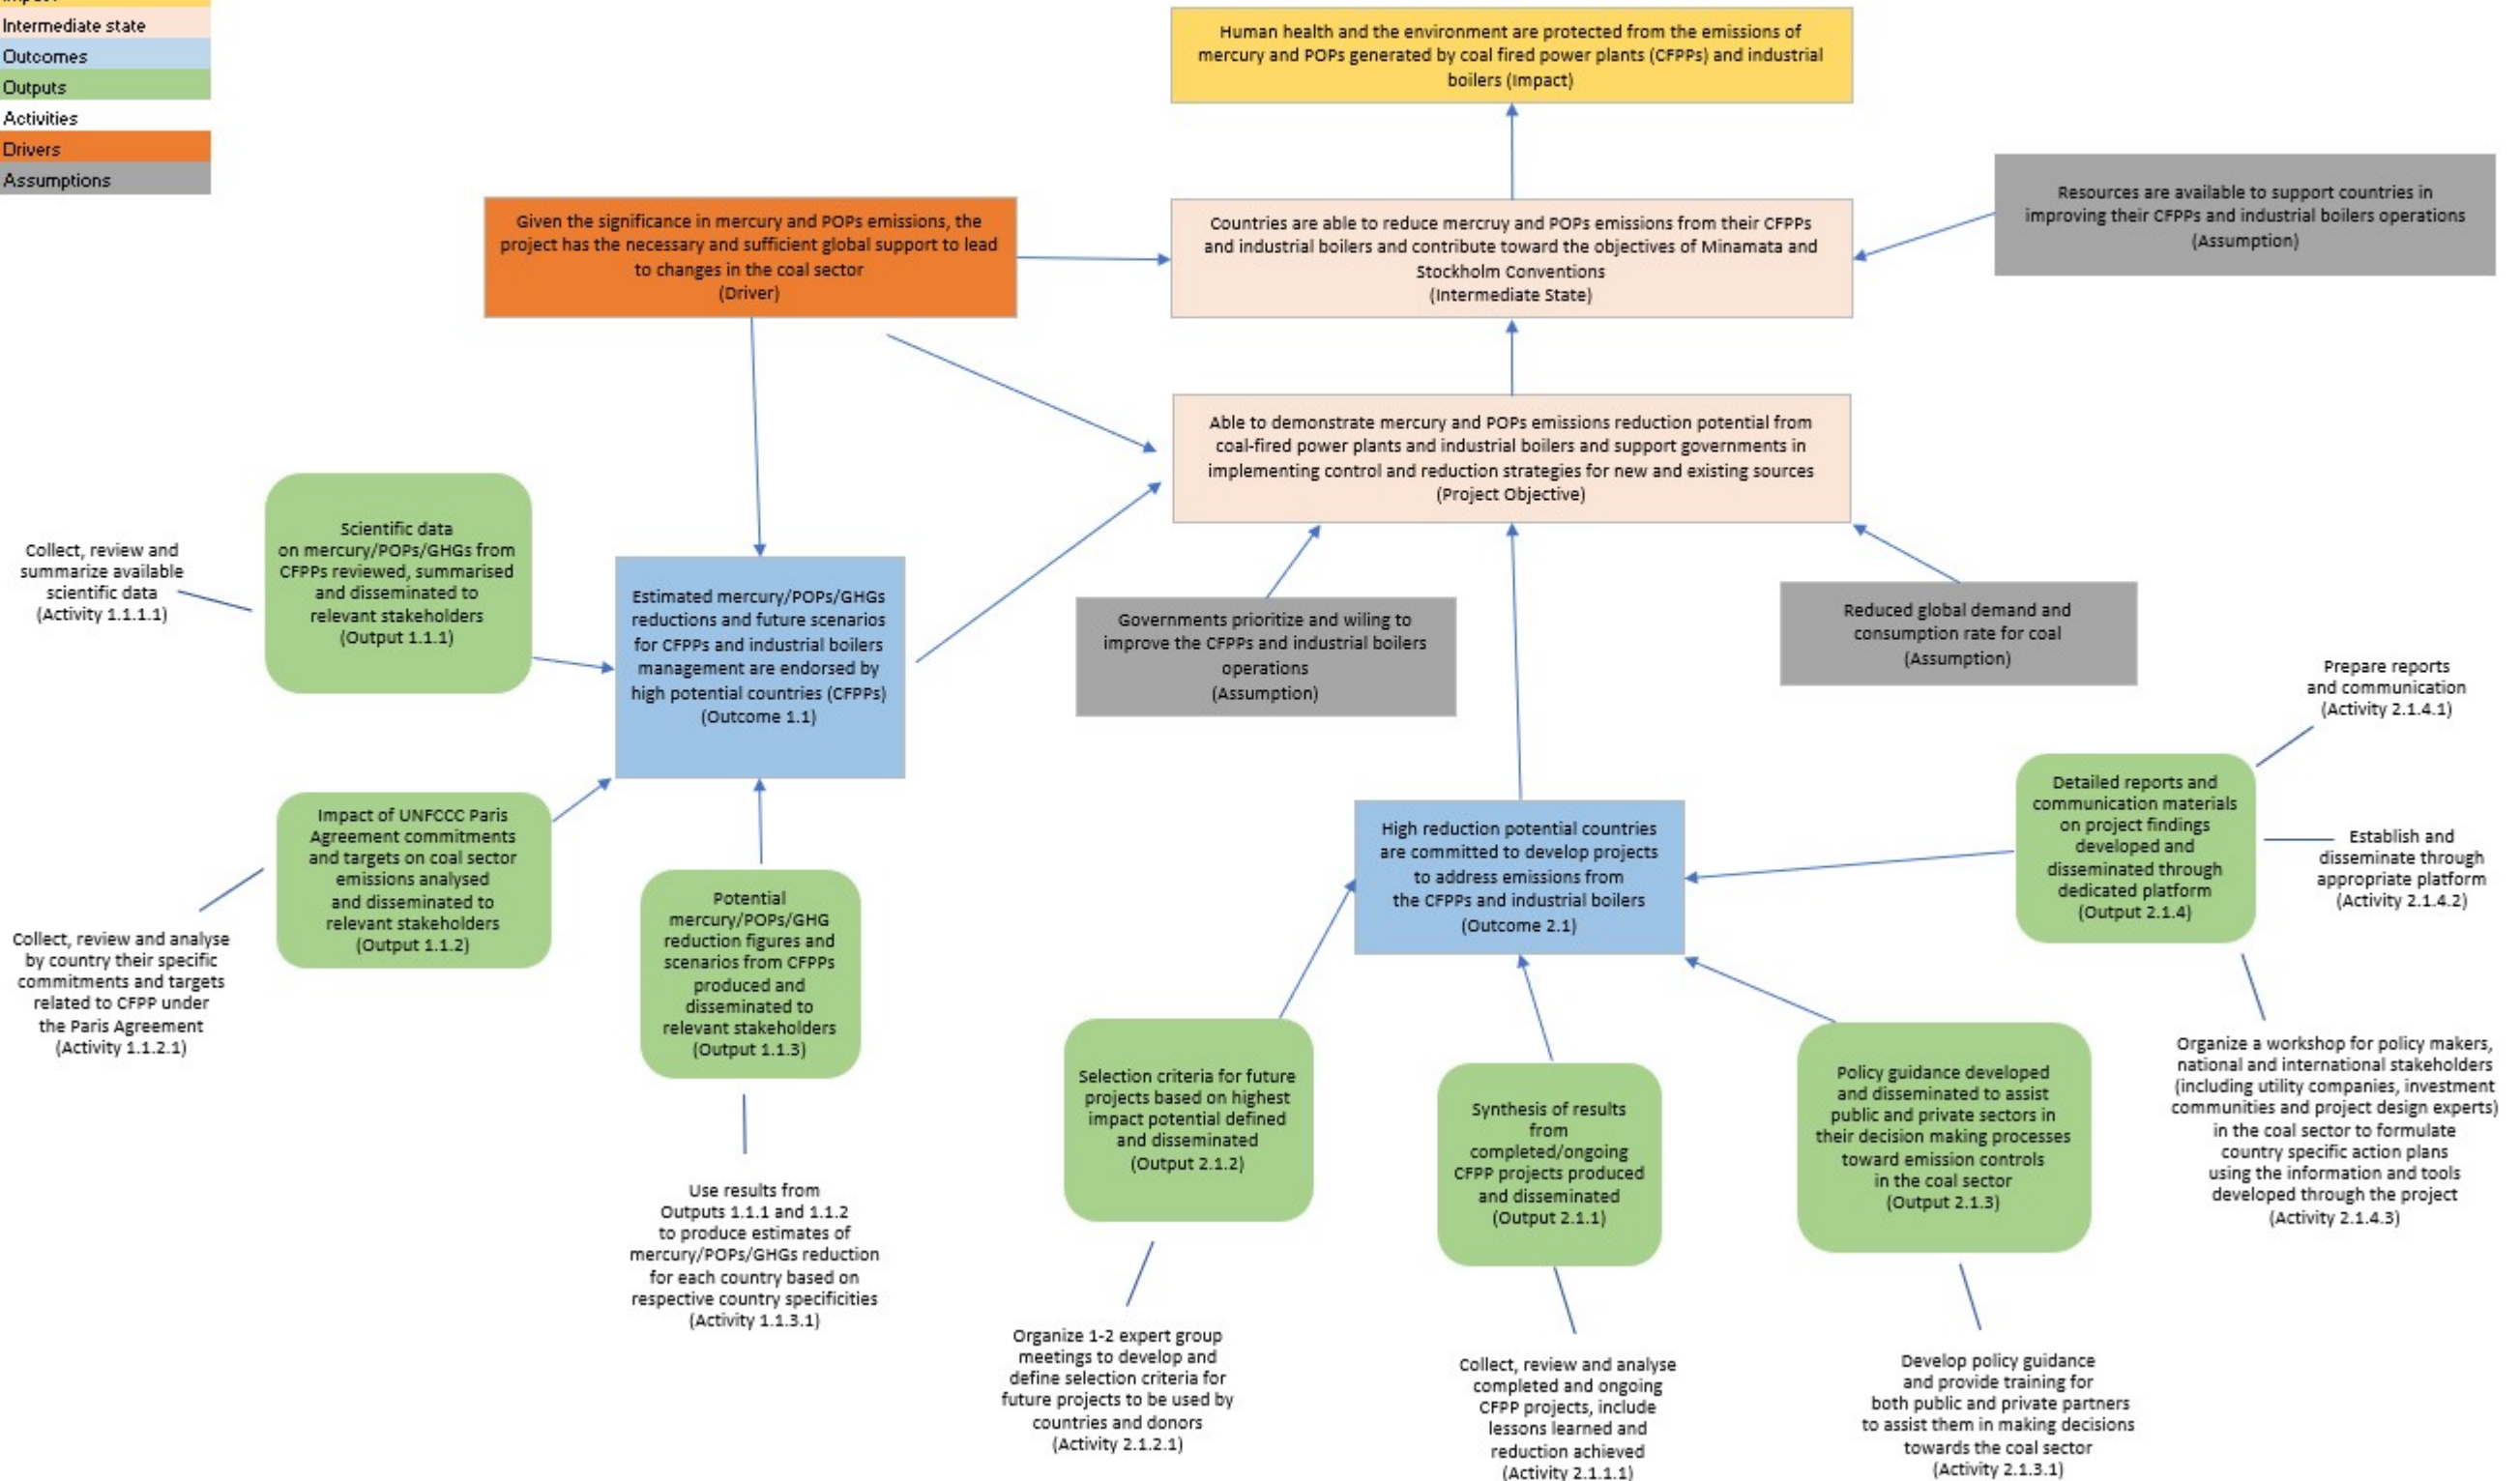 Intermediate state
Outcomes
Outputs
Activities
Drivers
Assumptions
Human health and the environment are protected from the emissions of
mercury and POPs generated by coal fired power plants (CFPPs) and industrial
boilers (Impact)
Given the significance in mercury and POPs emissions, the
project has the necessary and sufficient global support to lead
to changes in the coal sector
(Driver)
Countries are able to reduce mercruy and POPs emissions from their CFPPs
and industrial boilers and contribute toward the objectives of Minamata and
Stockholm Conventions
(Intermediate State)
Resources are available to support countries in
improving their CFPPs and industrial boilers operations
(Assumption)
Able to demonstrate mercury and POPs emissions reduction potential from
coal-fired power plants and industrial boilers and support governments in
implementing control and reduction strategies for new and existing sources
(Project Objective)
Collect, review and
summarize available
scientific data
(Activity 1.1.1.1)
Scientific data
on mercury/POPs/GHGs from
CFPPs reviewed, summarised
and disseminated to
relevant stakeholders
(Output 1.1.1)
Estimated mercury/POPs/GHGs
reductions and future scenarios
for CFPPs and industrial boilers
management are endorsed by
high potential countries (CFPPs)
(Outcome 1.1)
Governments prioritize and wiling to
improve the CFPPs and industrial boilers
operations
(Assumption)
Reduced global demand and
consumption rate for coal
(Assumption)
Prepare reports
and communication
(Activity 2.1.4.1)
Impact of UNFCCC Paris
Agreement commitments
and targets on coal sector
emissions analysed
and disseminated to
relevant stakeholders
(Output 1.1.2)
Collect, review and analyse
by country their specific
commitments and targets
related to CFPP under
the Paris Agreement
(Activity 1.1.2.1)
Potential
mercury/POPs/GHG
reduction figures and
scenarios from CFPPs
produced and
disseminated to
relevant stakeholders
(Output 1.1.3)
High reduction potential countries
are committed to develop projects
to address emissions from
the CFPPs and industrial boilers
(Outcome 2.1)
Detailed reports and
communication materials
on project findings
developed and
disseminated through
dedicated platform
(Output 2.1.4)
Establish and
disseminate through
appropriate platform
(Activity 2.1.4.2)
Use results from
Outputs 1.1.1 and 1.1.2
to produce estimates of
mercury/POPs/GHGs reduction
for each country based on
respective country specificities
(Activity 1.1.3.1)
Selection criteria for future
projects based on highest
impact potential defined
and disseminated
(Output 2.1.2)
Synthesis of results
from
completed/ongoing
CFPP projects produced
and disseminated
(Output 2.1.1)
Policy guidance developed
and disseminated to assist
public and private sectors in
their decision making processes
toward emission controls
in the coal sector
(Output 2.1.3)
Organize a workshop for policy makers,
national and international stakeholders
(including utility companies, investment
communities and project design experts)
in the coal sector to formulate
country specific action plans
using the information and tools
developed through the project
(Activity 2.1.4.3)
Organize 1-2 expert group
meetings to develop and
define selection criteria for
future projects to be used by
countries and donors
(Activity 2.1.2.1)
Collect, review and analyse
completed and ongoing
CFPP projects, include
lessons learned and
reduction achieved
(Activity 2.1.1.1)
Develop policy guidance
and provide training for
both public and private partners
to assist them in making decisions
towards the coal sector
(Activity 2.1.3.1)